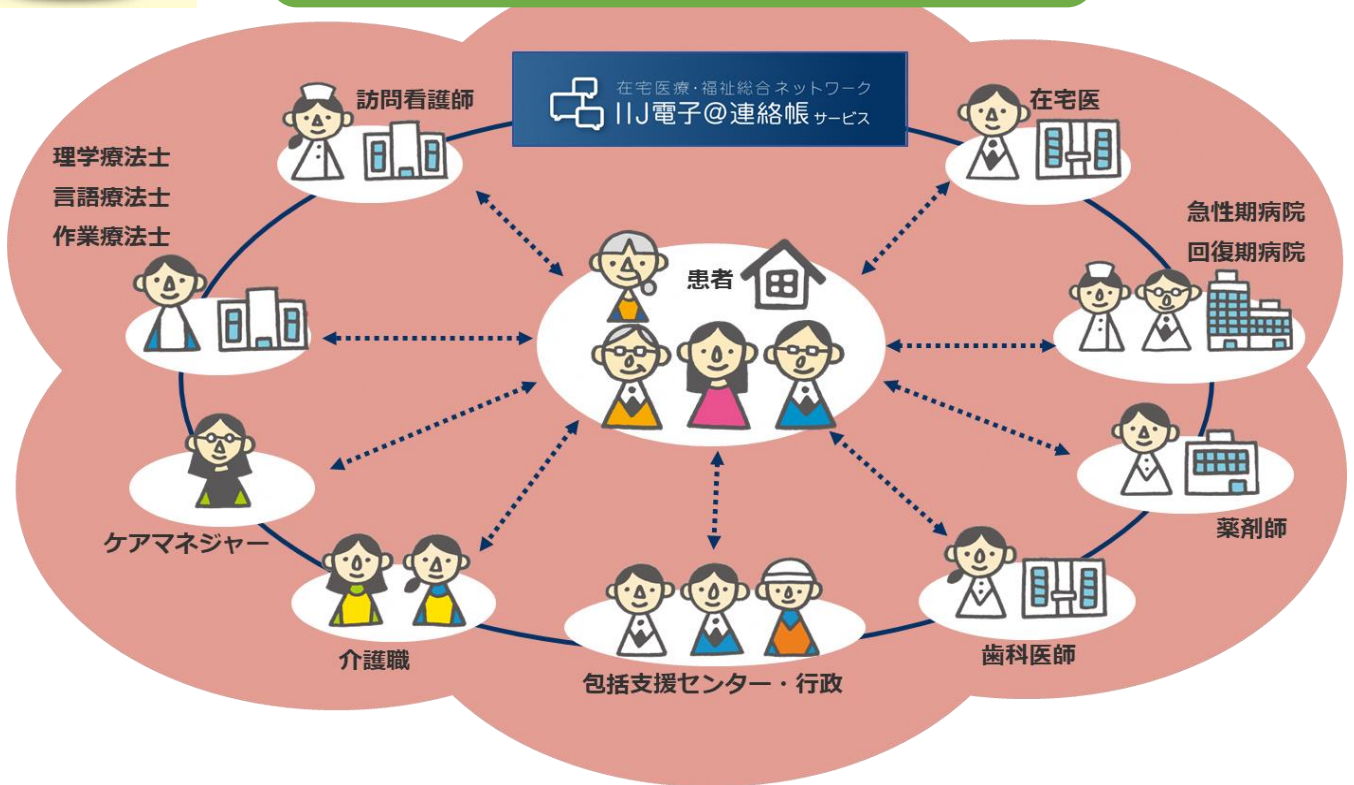 在宅医療・福祉総合ネットワーク
IIJ電子@連絡帳サービス
訪問看護師
在宅医
理学療法士
言語療法士
作業療法士
急性期病院
回復期病院
患者
薬剤師
ケアマネジャー
歯科医師
介護職
包括支援センター・行政